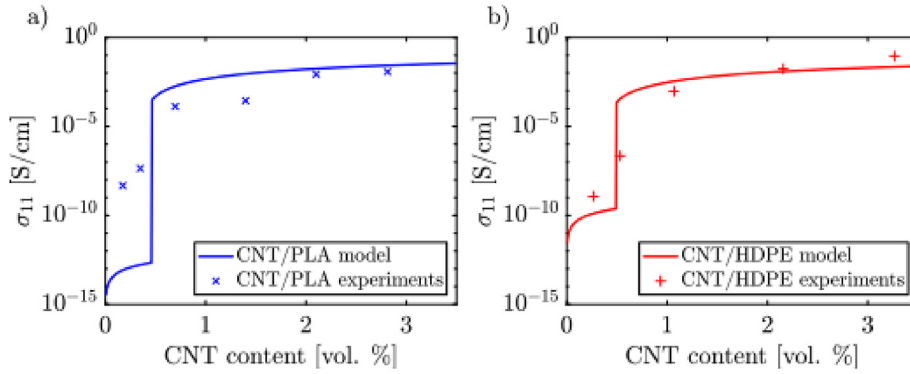 a)
10^0
10^-5
10^-10
10^-15
σ11 [S/cm]
CNT/PLA model
CNT/PLA experiments
0 1 2 3
CNT content [vol. %]
b)
10^0
10^-5
10^-10
10^-15
σ11 [S/cm]
CNT/HDPE model
CNT/HDPE experiments
0 1 2 3
CNT content [vol. %]